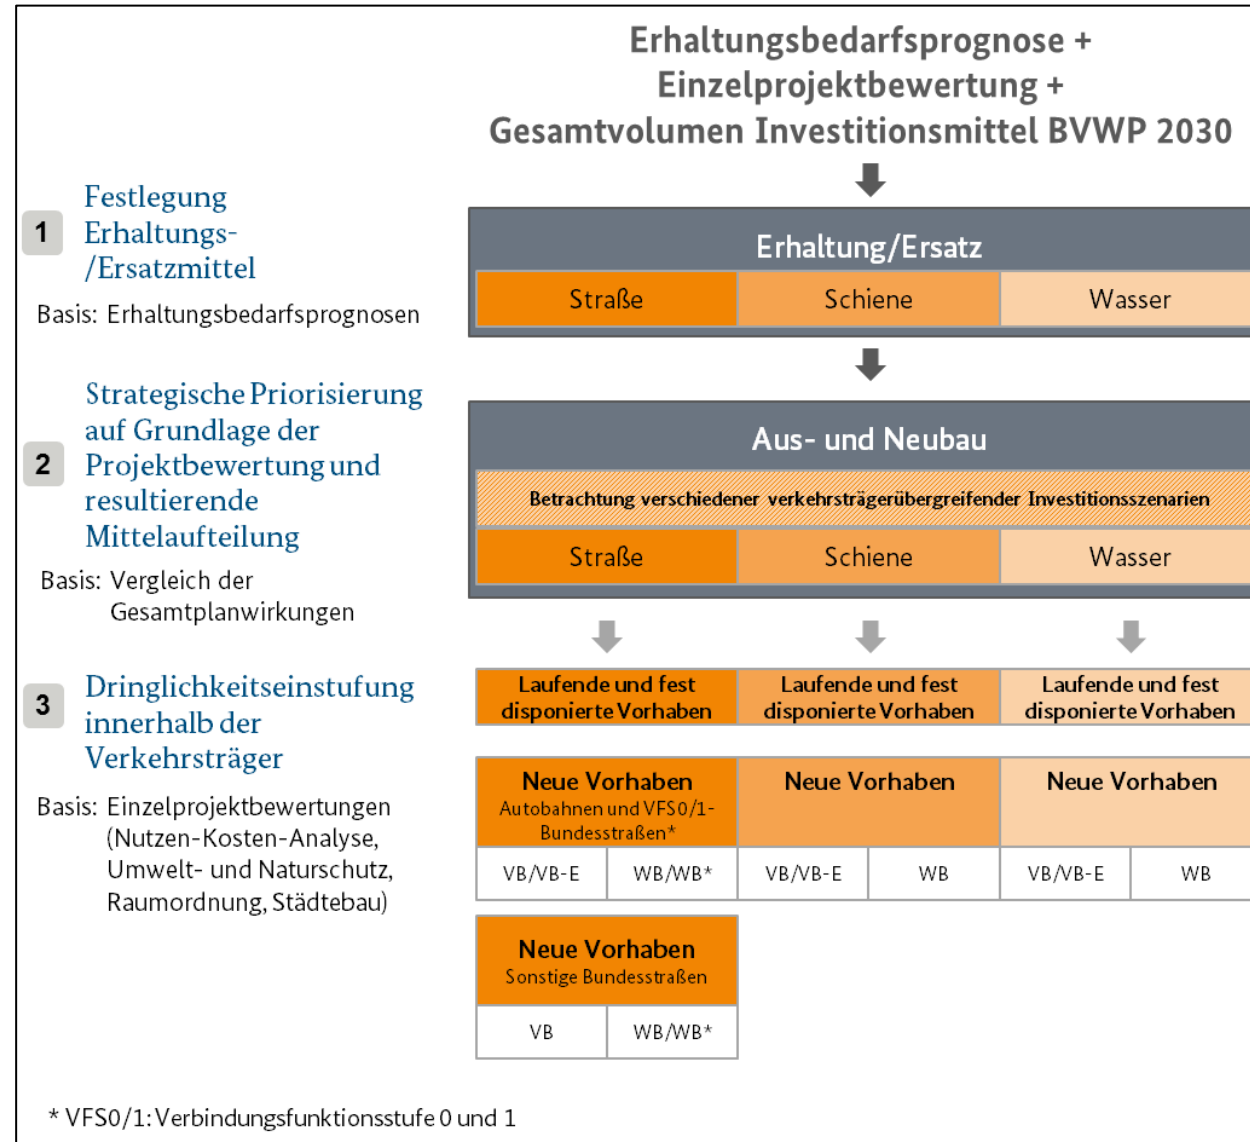 Erhaltungsbedarfsprognose +
Einzelprojektbewertung +
Gesamtvolumen Investitionsmittel BVWP 2030
1
Festlegung
Erhaltungs-
/Ersatzmittel
Basis: Erhaltungsbedarfsprognosen
Erhaltung/Ersatz
Straße Schiene Wasser
2
Strategische Priorisierung
auf Grundlage der
Projektbewertung und
resultierende
Mittelaufteilung
Basis: Vergleich der
Gesamtplanwirkungen
Aus- und Neubau
Betrachtung verschiedener verkehrsträgerübergreifender Investitionsszenarien
Straße Schiene Wasser
3
Dringlichkeitseinstufung
innerhalb der
Verkehrsträger
Basis: Einzelprojektbewertungen
(Nutzen-Kosten-Analyse,
Umwelt- und Naturschutz,
Raumordnung, Städtebau)
Laufende und fest
disponierte Vorhaben
Laufende und fest
disponierte Vorhaben
Laufende und fest
disponierte Vorhaben
Neue Vorhaben
Autobahnen und VFS0/1-
Bundesstraßen*
Neue Vorhaben
Neue Vorhaben
VB/VB-E WB/WB* VB/VB-E WB VB/VB-E WB
Neue Vorhaben
Sonstige Bundesstraßen
VB WB/WB*
* VFS0/1: Verbindungsfunktionsstufe 0 und 1